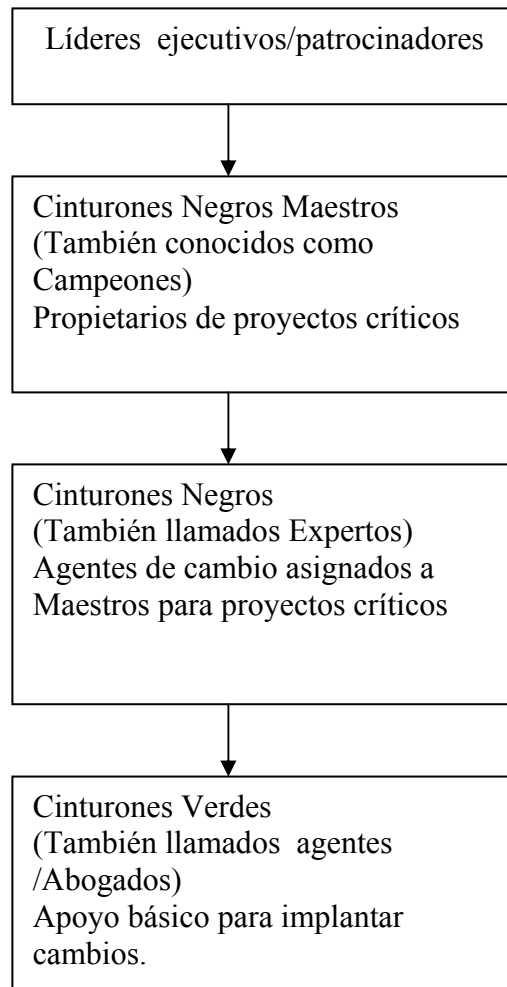 Líderes ejecutivos/patrocinadores
Cinturones Negros Maestros
(También conocidos como
Campeones)
Propietarios de proyectos críticos
Cinturones Negros
(También llamados Expertos)
Agentes de cambio asignados a
Maestros para proyectos críticos
Cinturones Verdes
(También llamados agentes
/Abogados)
Apoyo básico para implantar
cambios.